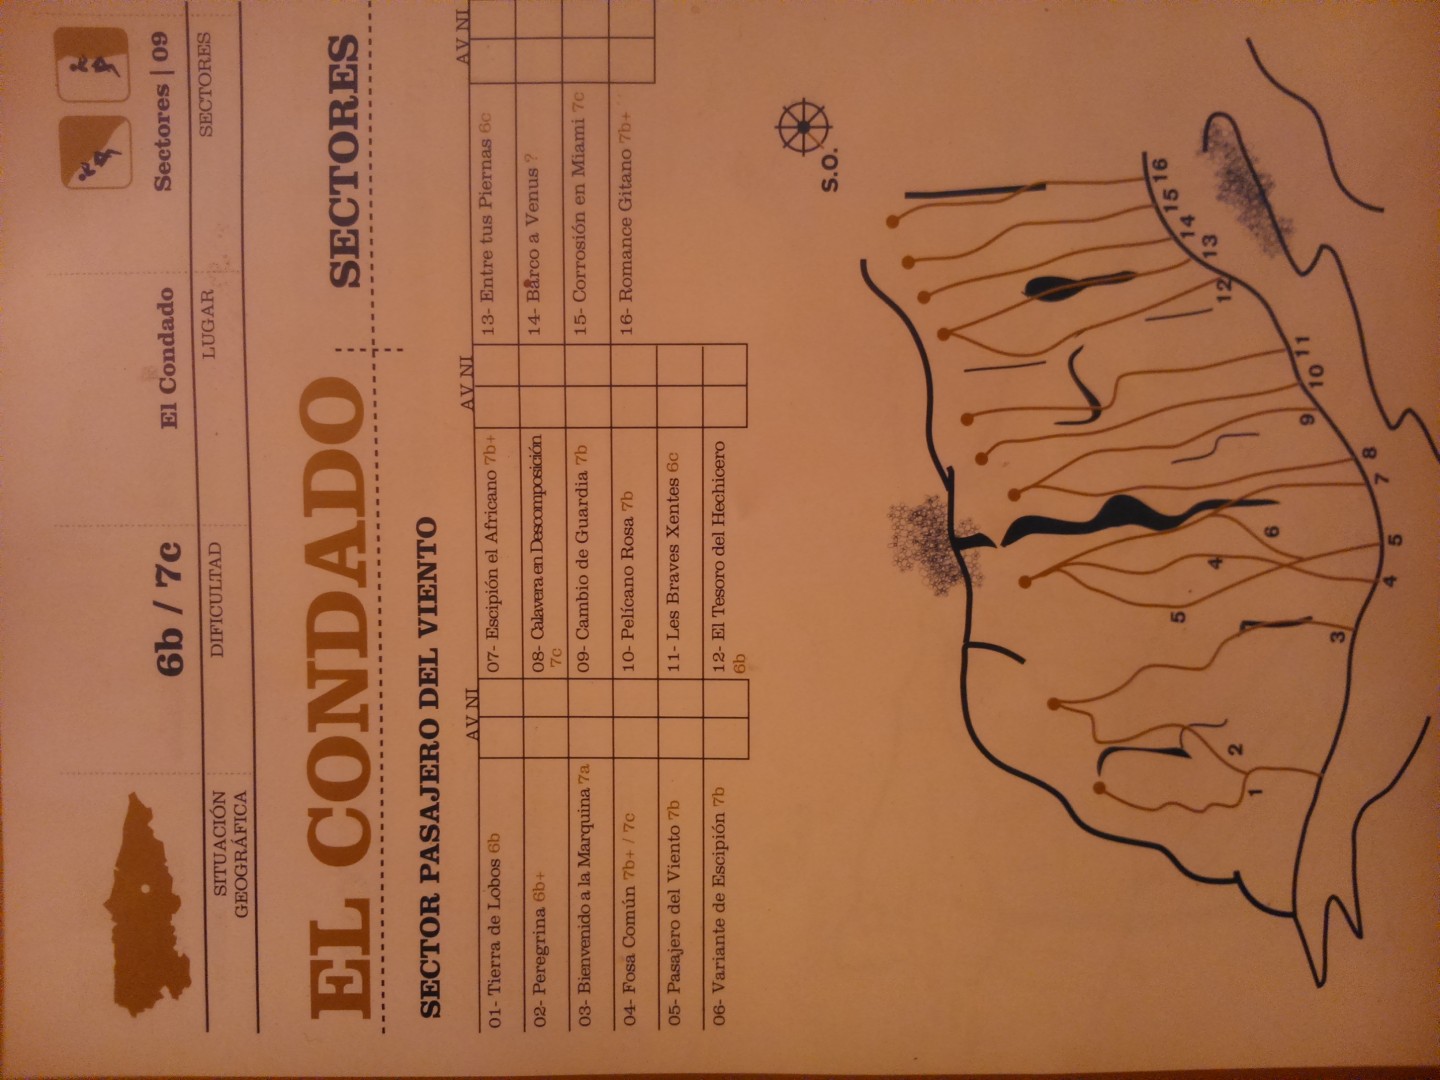 6b / 7c
El Condado
Sectores | 09
SITUACIÓN
GEOGRÁFICA
DIFICULTAD
LUGAR
SECTORES
EL CONDADO
SECTORES
SECTOR PASAJERO DEL VIENTO
AV NI
01- Tierra de Lobos 6b
02- Peregrina 6b+
03- Bienvenido a la Marquina 7a
04- Fosa Común 7b+ / 7c
05- Pasajero del Viento 7b
06- Variante de Escipión 7b
AV NI
07- Escipión el Africano 7b+
08- Calavera en Descomposición
7c
09- Cambio de Guardia 7b
10- Pelícano Rosa 7b
11- Les Braves Xentes 6c
12- El Tesoro del Hechicero
6b
AV NI
13- Entre tus Piernas 6c
14- Barco a Venus ?
15- Corrosión en Miami 7c
16- Romance Gitano 7b+
S.O.
1
2
3
5
4
4
6
5
7
8
9
10
11
12
13
14
15
16